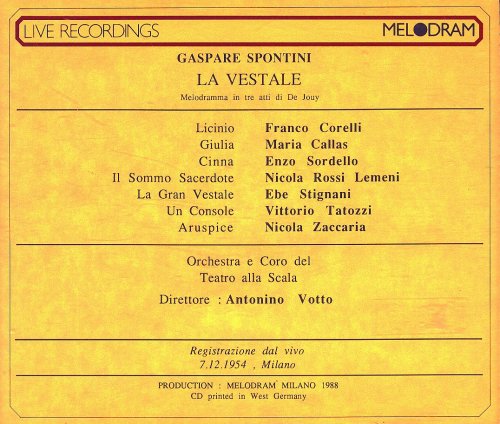 LIVE RECORDINGS MELODRAM
GASPARE SPONTINI
LA VESTALE
Melodramma in tre atti di De Jouy
Licinio Franco Corelli
Giulia Maria Callas
Cinna Enzo Sordello
Il Sommo Sacerdote Nicola Rossi Lemeni
La Gran Vestale Ebe Stignani
Un Console Vittorio Tatozzi
Aruspice Nicola Zaccaria
Orchestra e Coro del
Teatro alla Scala
Direttore : Antonino Votto
Registrazione dal vivo
7.12.1954 , Milano
PRODUCTION : MELODRAM MILANO 1988
CD printed in West Germany